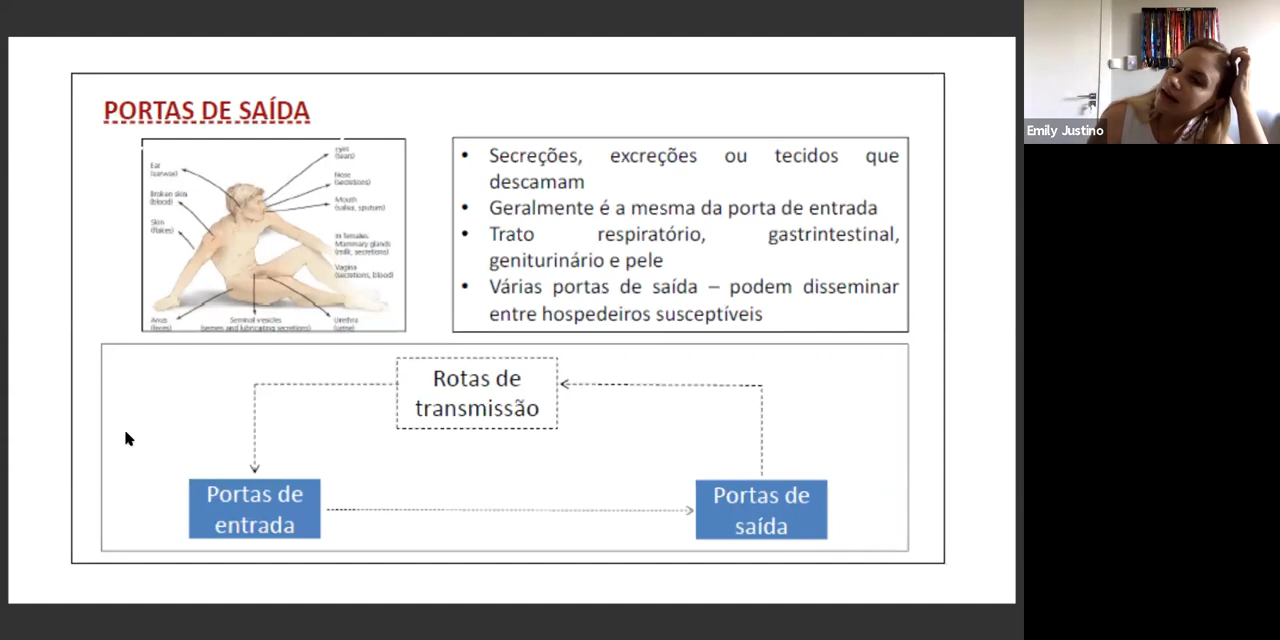 PORTAS DE SAÍDA
Ear
(earwax)
Broken skin
(blood)
Skin
(flakes)
Eyes
(tears)
Nose
(secretions)
Mouth
(saliva, sputum)
In females:
Mammary glands
(milk, secretions)
Vagina
(secretions, blood)
Anus
(feces)
Seminal vesicles
(semen and lubricating secretions)
Urethra
(urine)
• Secreções, excreções ou tecidos que
descamam
• Geralmente é a mesma da porta de entrada
• Trato respiratório, gastrintestinal,
geniturinário e pele
• Várias portas de saída – podem disseminar
entre hospedeiros susceptíveis
Rotas de
transmissão
Portas de
entrada
Portas de
saída
Emily Justino